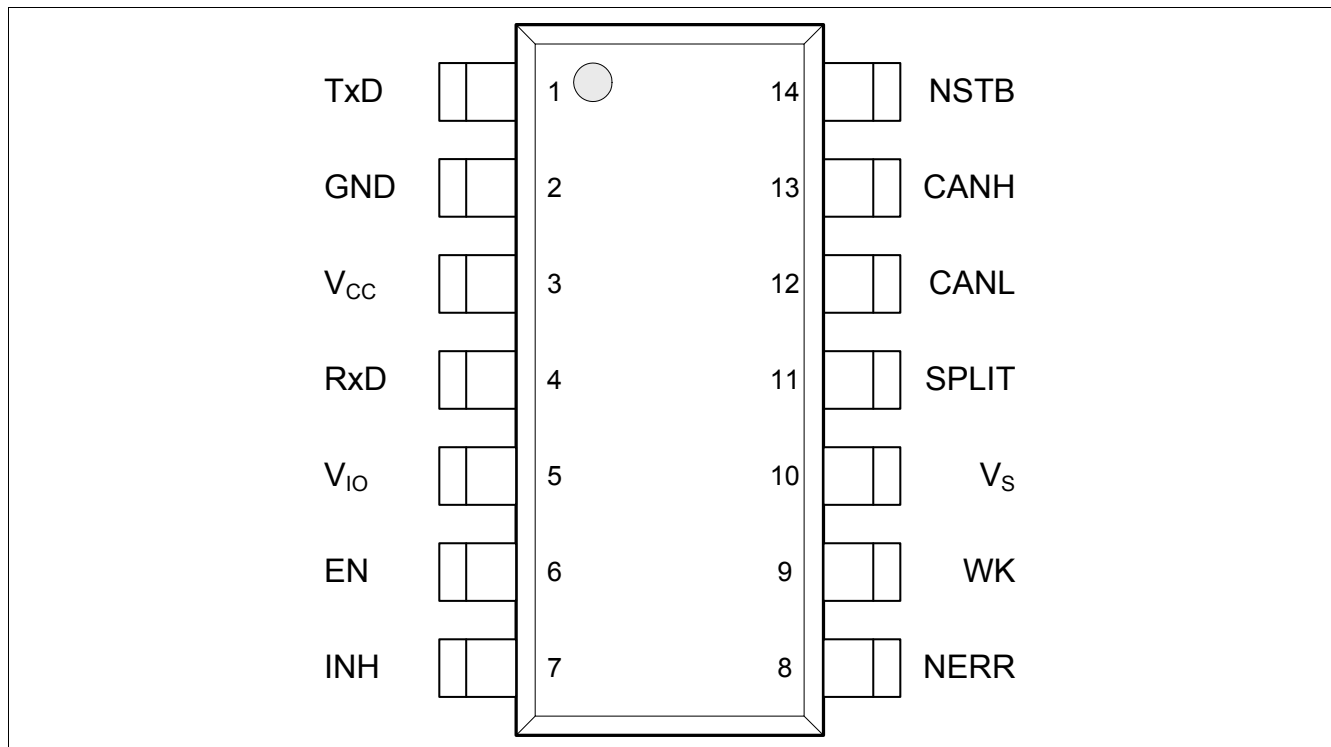 TxD 1 14 NSTB
GND 2 13 CANH
VCC 3 12 CANL
RxD 4 11 SPLIT
VIO 5 10 VS
EN 6 9 WK
INH 7 8 NERR